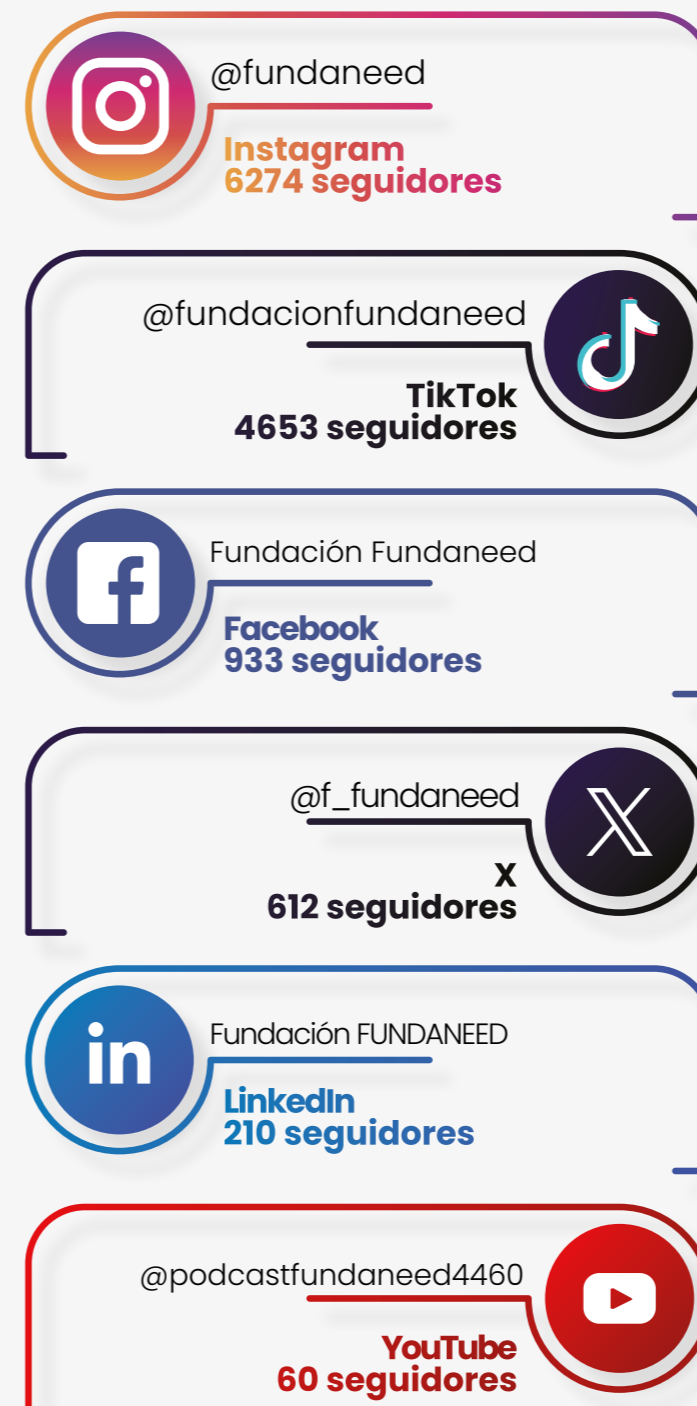 @fundaneed
Instagram
6274 seguidores
@fundacionfundaneed
TikTok
4653 seguidores
Fundación Fundaneed
Facebook
933 seguidores
@f_fundaneed
X
612 seguidores
in
Fundación FUNDANEED
LinkedIn
210 seguidores
@podcastfundaneed4460
YouTube
60 seguidores